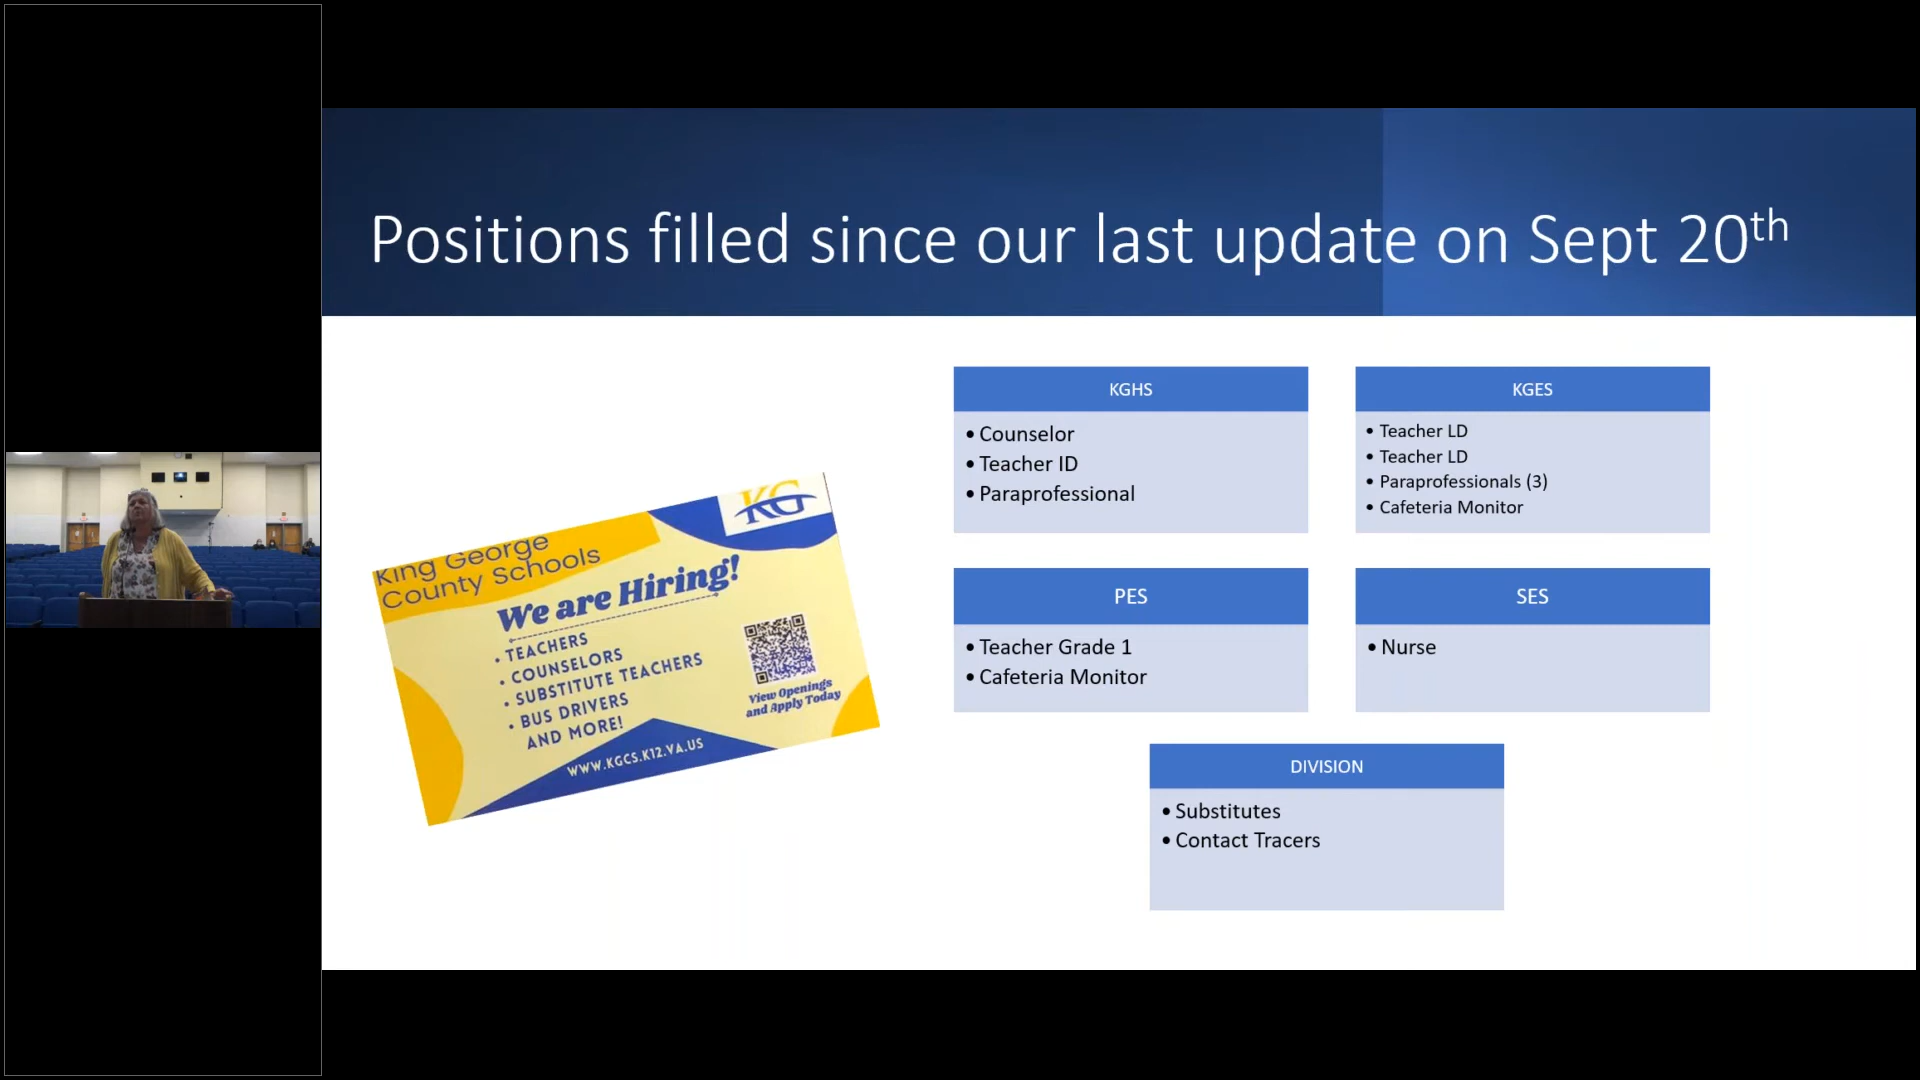 Positions filled since our last update on Sept 20th
KG
King George
County Schools
We are Hiring!
• TEACHERS
• COUNSELORS
• SUBSTITUTE TEACHERS
• BUS DRIVERS
AND MORE!
View Openings
and Apply Today
WWW.KGCS.K12.VA.US
KGHS
• Counselor
• Teacher ID
• Paraprofessional
KGES
• Teacher LD
• Teacher LD
• Paraprofessionals (3)
• Cafeteria Monitor
PES
• Teacher Grade 1
• Cafeteria Monitor
SES
• Nurse
DIVISION
• Substitutes
• Contact Tracers